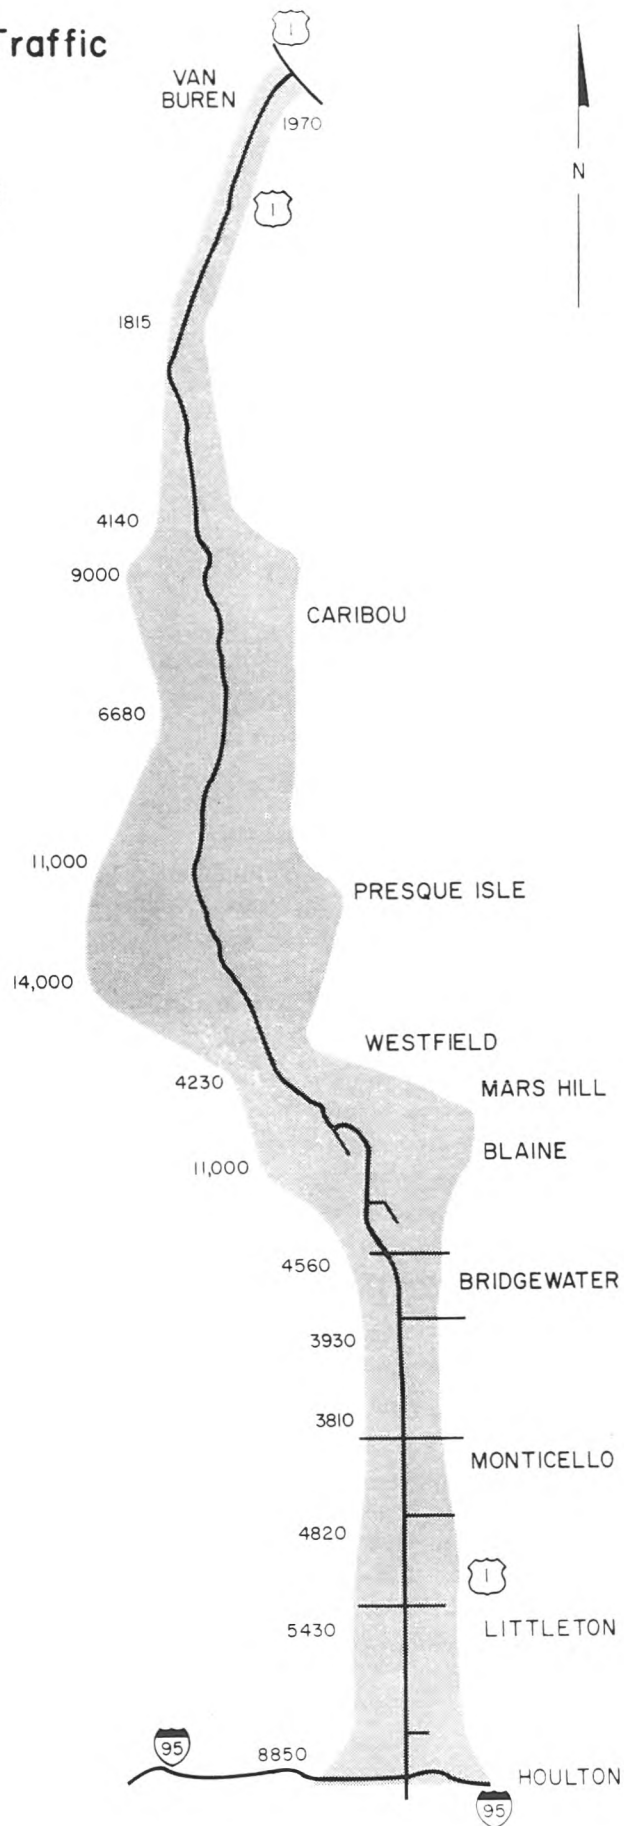 Traffic
1
VAN
BUREN
1970
N
1
1815
4140
9000
CARIBOU
6680
11,000
PRESQUE ISLE
14,000
WESTFIELD
4230
MARS HILL
11,000
BLAINE
4560
BRIDGEWATER
3930
3810
MONTICELLO
4820
1
5430
LITTLETON
95
8850
HOULTON
95